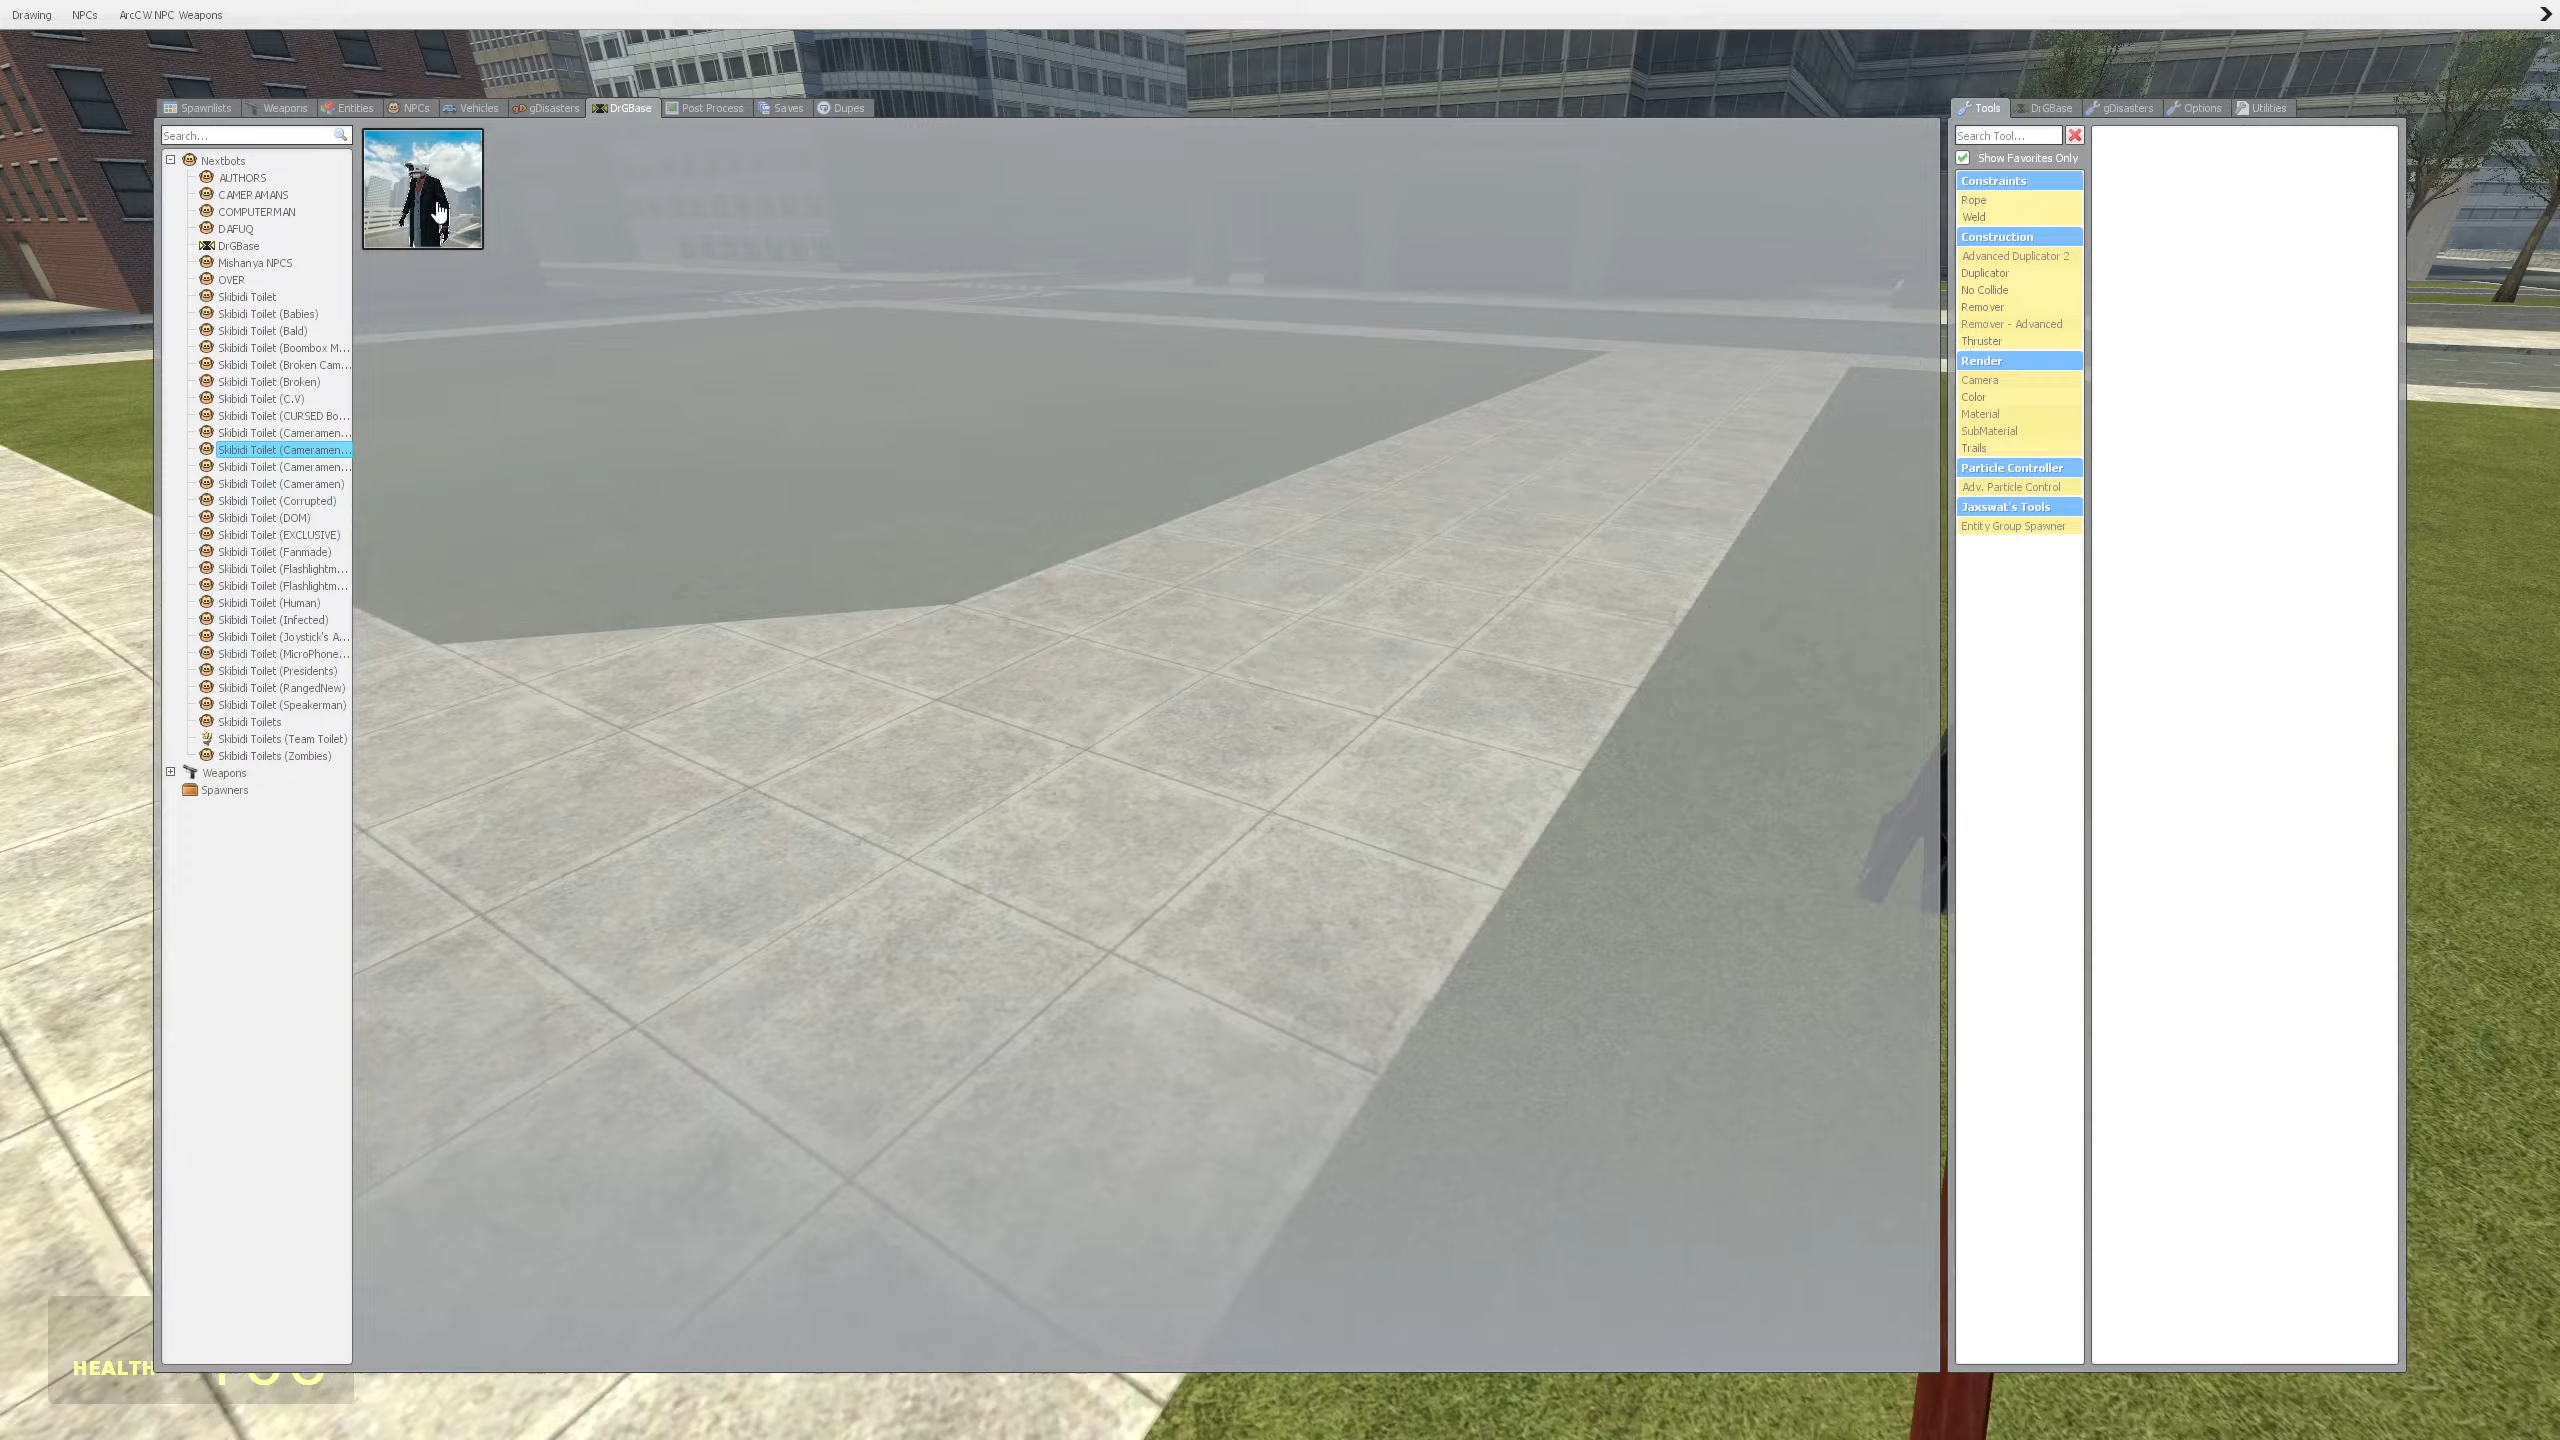 Drawing NPCs ArcCW NPC Weapons
Spawnlists Weapons Entities NPCs Vehicles gDisasters DrGBase Post Process Saves Dupes
Search...
Nextbots
AUTHORS
CAMERAMANS
COMPUTERMAN
DAFUQ
DrGBase
Mishanya NPCS
OVER
Skibidi Toilet
Skibidi Toilet (Babies)
Skibidi Toilet (Bald)
Skibidi Toilet (Boombox M...
Skibidi Toilet (Broken Cam...
Skibidi Toilet (Broken)
Skibidi Toilet (C.V)
Skibidi Toilet (CURSED Bo...
Skibidi Toilet (Cameramen...
Skibidi Toilet (Cameramen...
Skibidi Toilet (Cameramen...
Skibidi Toilet (Cameramen)
Skibidi Toilet (Corrupted)
Skibidi Toilet (DOM)
Skibidi Toilet (EXCLUSIVE)
Skibidi Toilet (Fanmade)
Skibidi Toilet (Flashlightm...
Skibidi Toilet (Flashlightm...
Skibidi Toilet (Human)
Skibidi Toilet (Infected)
Skibidi Toilet (Joystick's A...
Skibidi Toilet (MicroPhone...
Skibidi Toilet (Presidents)
Skibidi Toilet (RangedNew)
Skibidi Toilet (Speakerman)
Skibidi Toilets
Skibidi Toilets (Team Toilet)
Skibidi Toilets (Zombies)
Weapons
Spawners
HEALTH
Tools DrGBase gDisasters Options Utilities
Search Tool...
Show Favorites Only
Constraints
Rope
Weld
Construction
Advanced Duplicator 2
Duplicator
No Collide
Remover
Remover - Advanced
Thruster
Render
Camera
Color
Material
SubMaterial
Trails
Particle Controller
Adv. Particle Control
Jaxswat's Tools
Entity Group Spawner